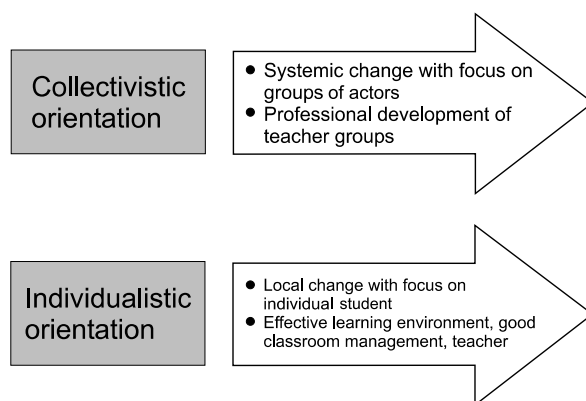 Collectivistic
orientation
● Systemic change with focus on
groups of actors
● Professional development of
teacher groups
Individualistic
orientation
● Local change with focus on
individual student
● Effective learning environment, good
classroom management, teacher